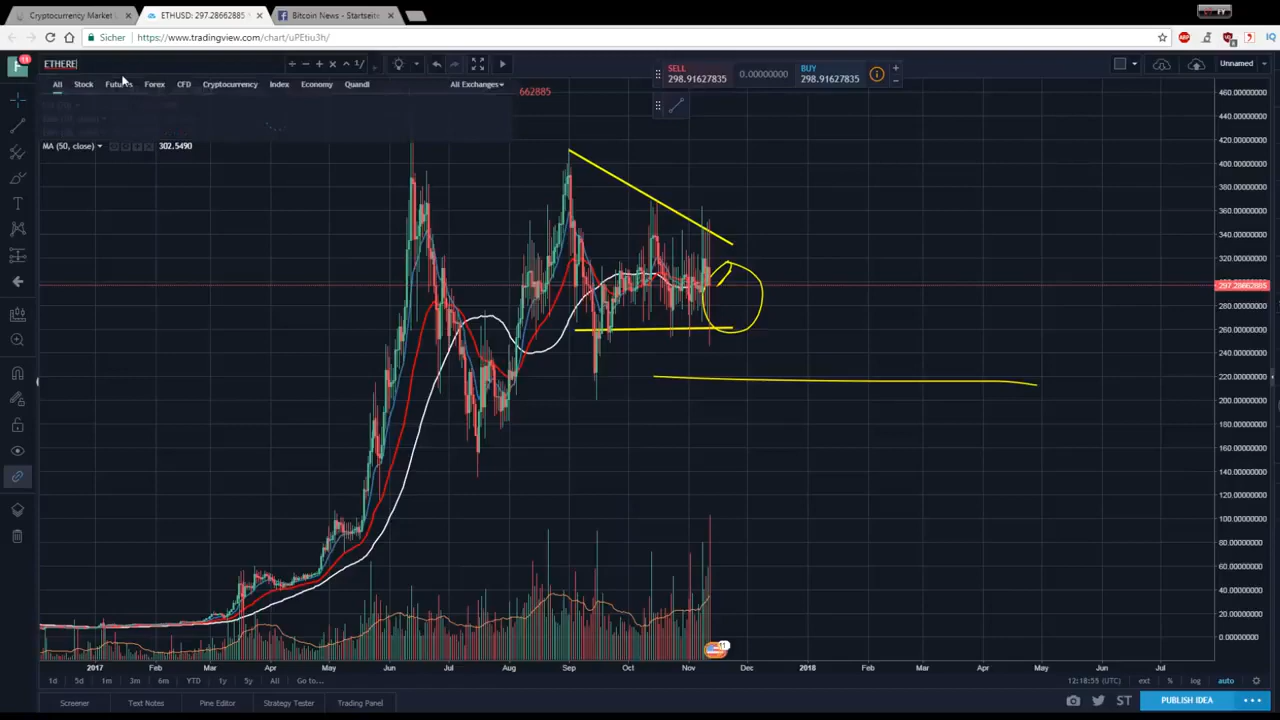 Cryptocurrency Market
ETHUSD: 297.28662885
Bitcoin News - Startseite
Sicher
https://www.tradingview.com/chart/uPEtiu3h/
ETHERE
SELL
298.91627835
0.00000000
BUY
298.91627835
Unnamed
All Stock Futures Forex CFD Cryptocurrency Index Economy Quandl All Exchanges
662885
MA (50, close) 302.5490
460.00000000
440.00000000
420.00000000
400.00000000
380.00000000
360.00000000
340.00000000
320.00000000
297.28662885
280.00000000
260.00000000
240.00000000
220.00000000
200.00000000
180.00000000
160.00000000
140.00000000
120.00000000
100.00000000
80.00000000
60.00000000
40.00000000
20.00000000
0.00000000
11
2017 Feb Mar Apr May Jun Jul Aug Sep Oct Nov Dec 2018 Feb Mar Apr May Jun Jul
1d 5d 1m 3m 6m YTD 1y 5y All Go to... 12:18:55 (UTC) ext % log auto
Screener Text Notes Pine Editor Strategy Tester Trading Panel ST PUBLISH IDEA